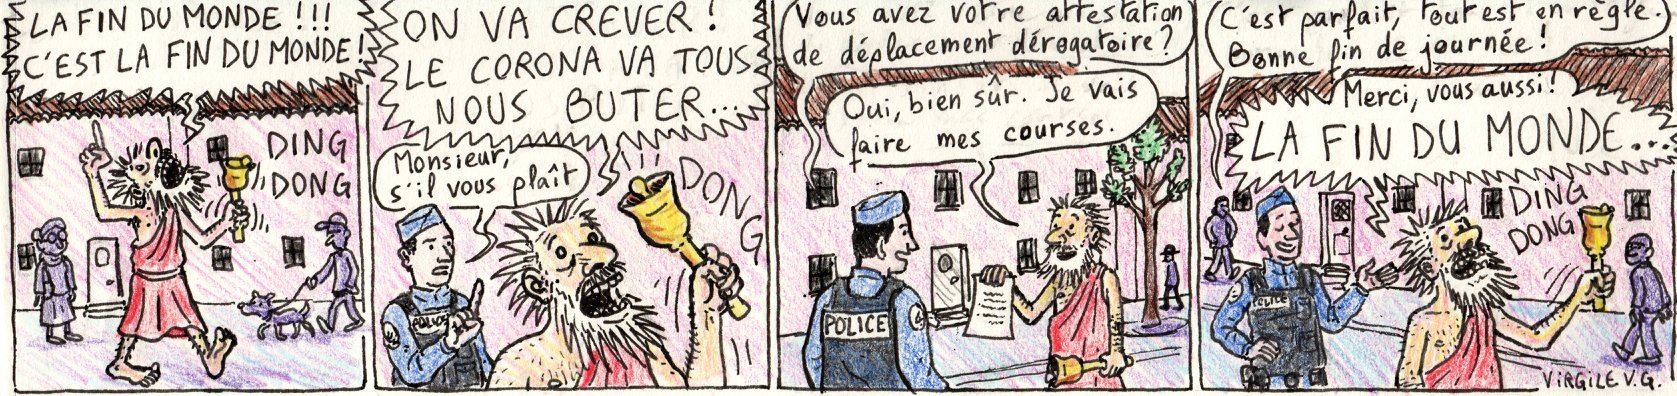 LA FIN DU MONDE !!!
C'EST LA FIN DU MONDE !
DING
DONG
ON VA CREVER !
LE CORONA VA TOUS
NOUS BUTER...
Monsieur,
s'il vous plaît
DONG
POLICE
Vous avez votre attestation
de déplacement dérogatoire ?
Oui, bien sûr. Je vais
faire mes courses.
POLICE
C'est parfait, tout est en règle.
Bonne fin de journée !
Merci, vous aussi !
LA FIN DU MONDE...
DING
DONG
POLICE
VIRGILE V.G.